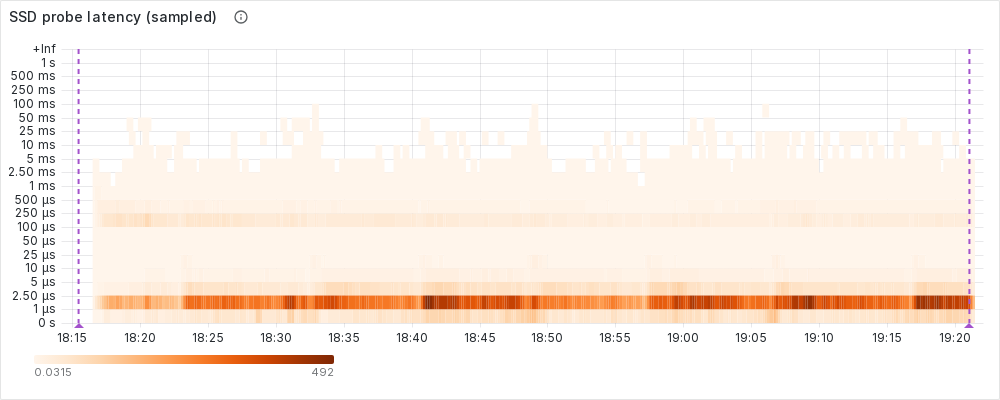 SSD probe latency (sampled)
+Inf
1 s
500 ms
250 ms
100 ms
50 ms
25 ms
10 ms
5 ms
2.50 ms
1 ms
500 µs
250 µs
100 µs
50 µs
25 µs
10 µs
5 µs
2.50 µs
1 µs
0 s
18:15 18:20 18:25 18:30 18:35 18:40 18:45 18:50 18:55 19:00 19:05 19:10 19:15 19:20
0.0315 492